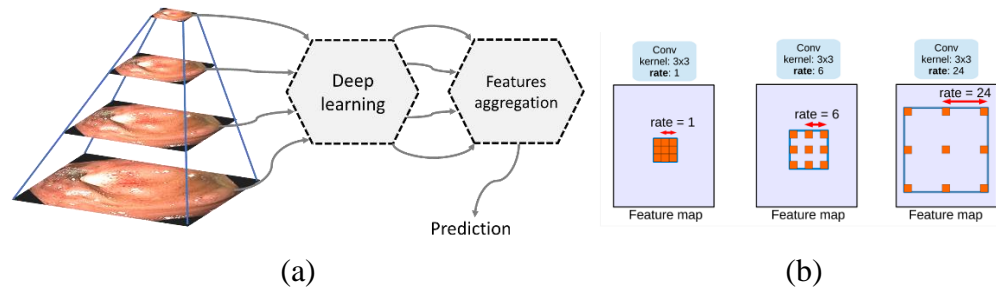 Deep
learning
Features
aggregation
Prediction
(a)
Conv
kernel: 3x3
rate: 1
rate = 1
Feature map
Conv
kernel: 3x3
rate: 6
rate = 6
Feature map
Conv
kernel: 3x3
rate: 24
rate = 24
Feature map
(b)